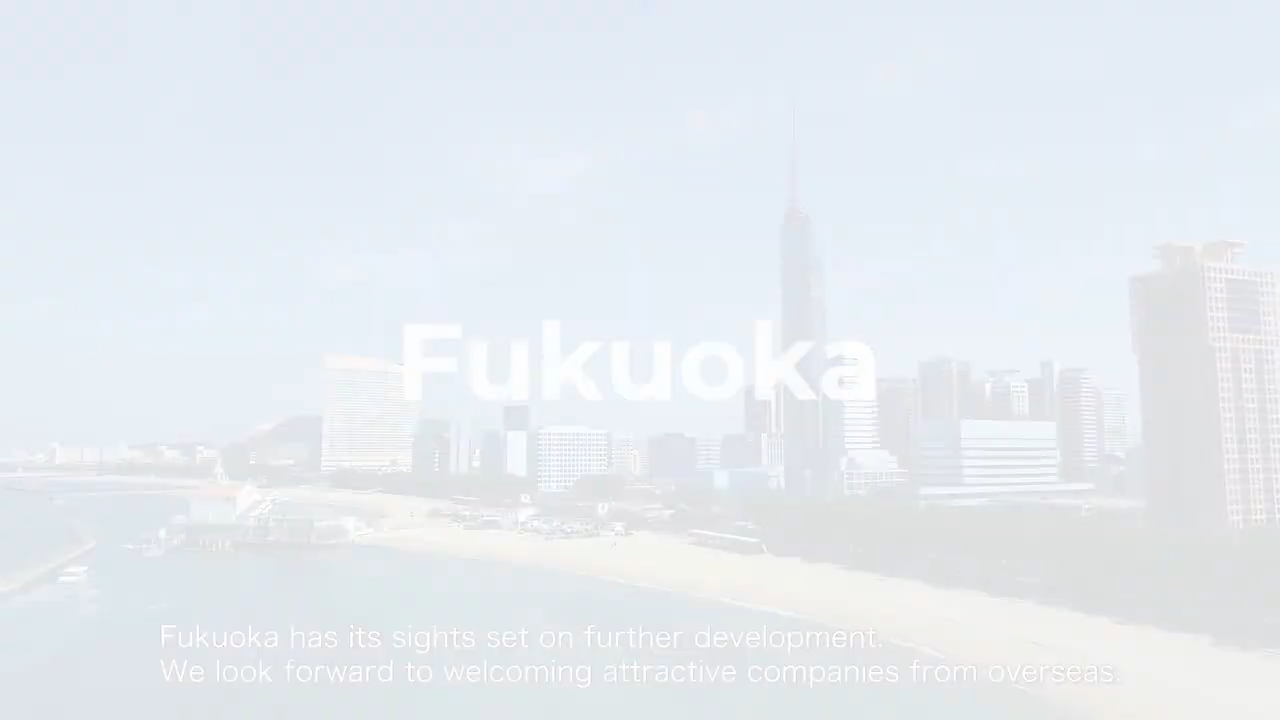 Fukuoka
Fukuoka has its sights set on further development.
We look forward to welcoming attractive companies from overseas.